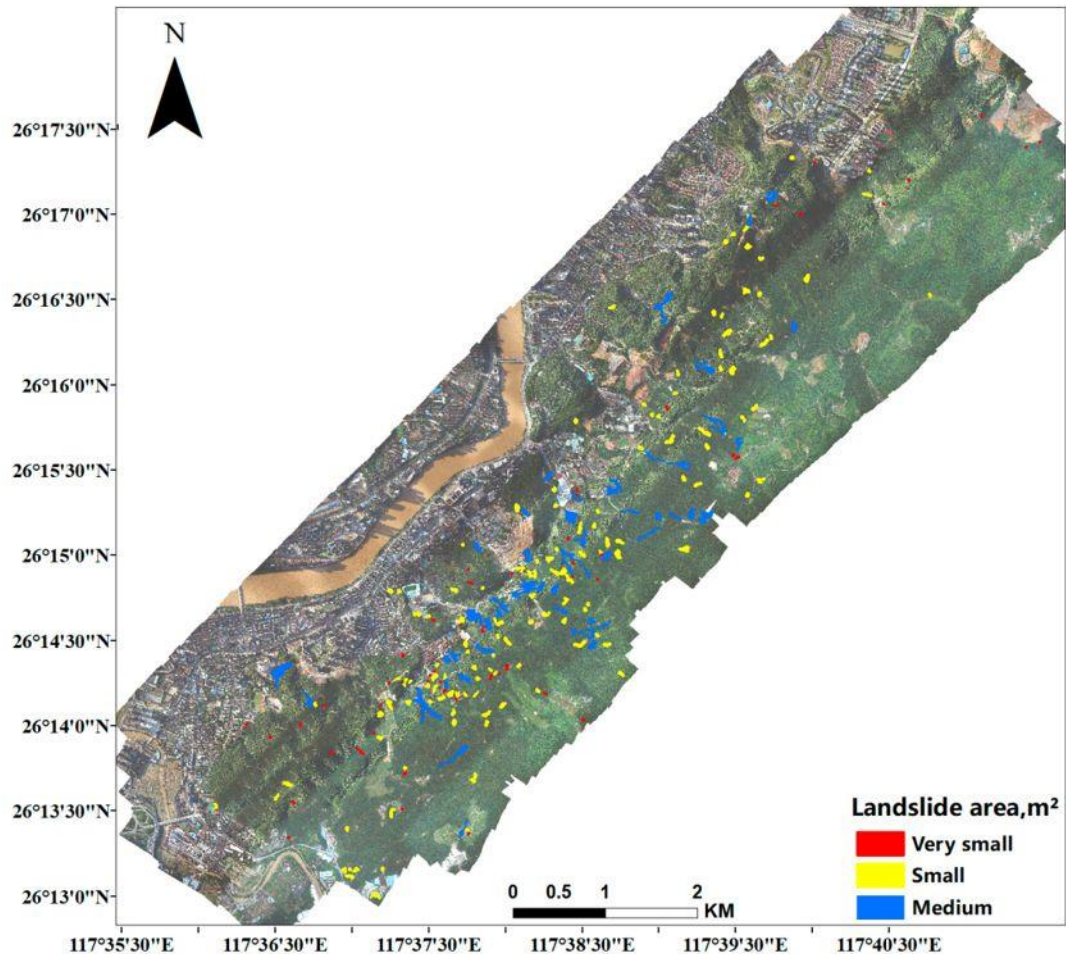 N
26°17'30"N
26°17'0"N
26°16'30"N
26°16'0"N
26°15'30"N
26°15'0"N
26°14'30"N
26°14'0"N
26°13'30"N
26°13'0"N
Landslide area,m²
Very small
Small
Medium
0 0.5 1 2
KM
117°35'30"E 117°36'30"E 117°37'30"E 117°38'30"E 117°39'30"E 117°40'30"E